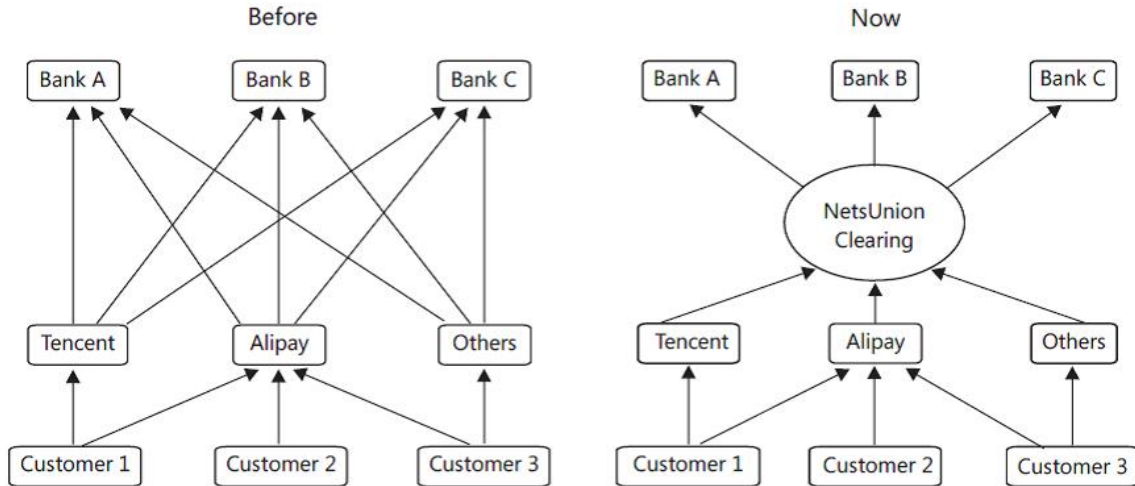 Before
Now
Bank A
Bank B
Bank C
Bank A
Bank B
Bank C
NetsUnion
Clearing
Tencent
Alipay
Others
Tencent
Alipay
Others
Customer 1
Customer 2
Customer 3
Customer 1
Customer 2
Customer 3